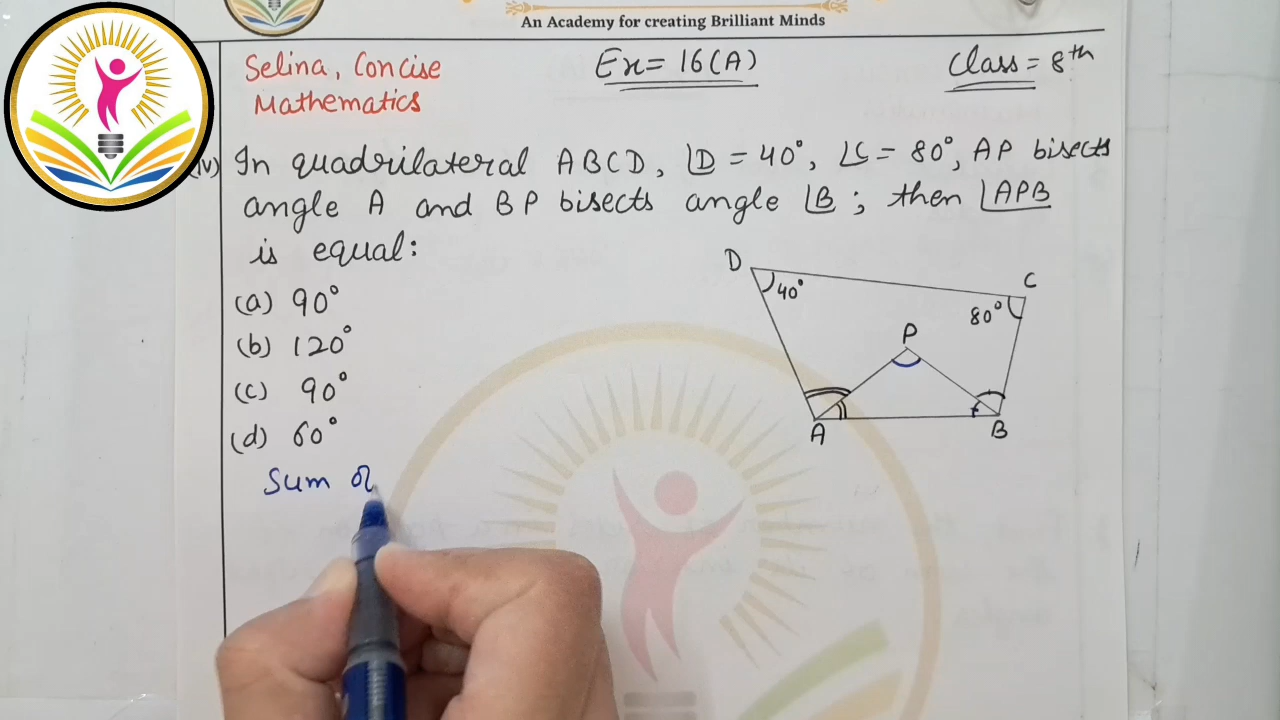 An Academy for creating Brilliant Minds
Selina, Concise
Mathematics
Ex= 16(A)
Class = 8th
(iv) In quadrilateral ABCD, ∠D = 40°, ∠C = 80°, AP bisects
angle A and BP bisects angle ∠B ; then ∠APB
is equal:
(a) 90°
(b) 120°
(c) 90°
(d) 60°
D
40°
C
80°
P
A
B
Sum of